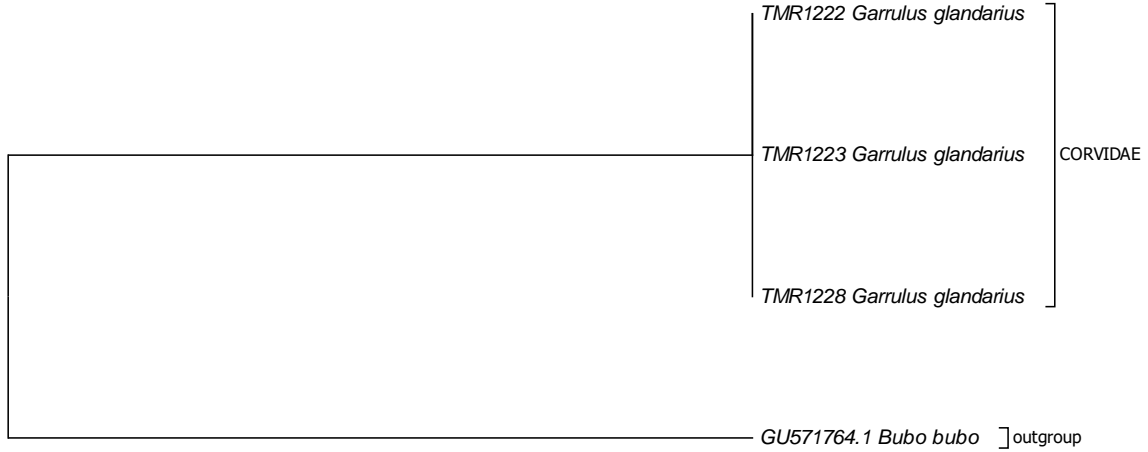 TMR1222 Garrulus glandarius
TMR1223 Garrulus glandarius
CORVIDAE
TMR1228 Garrulus glandarius
GU571764.1 Bubo bubo
outgroup